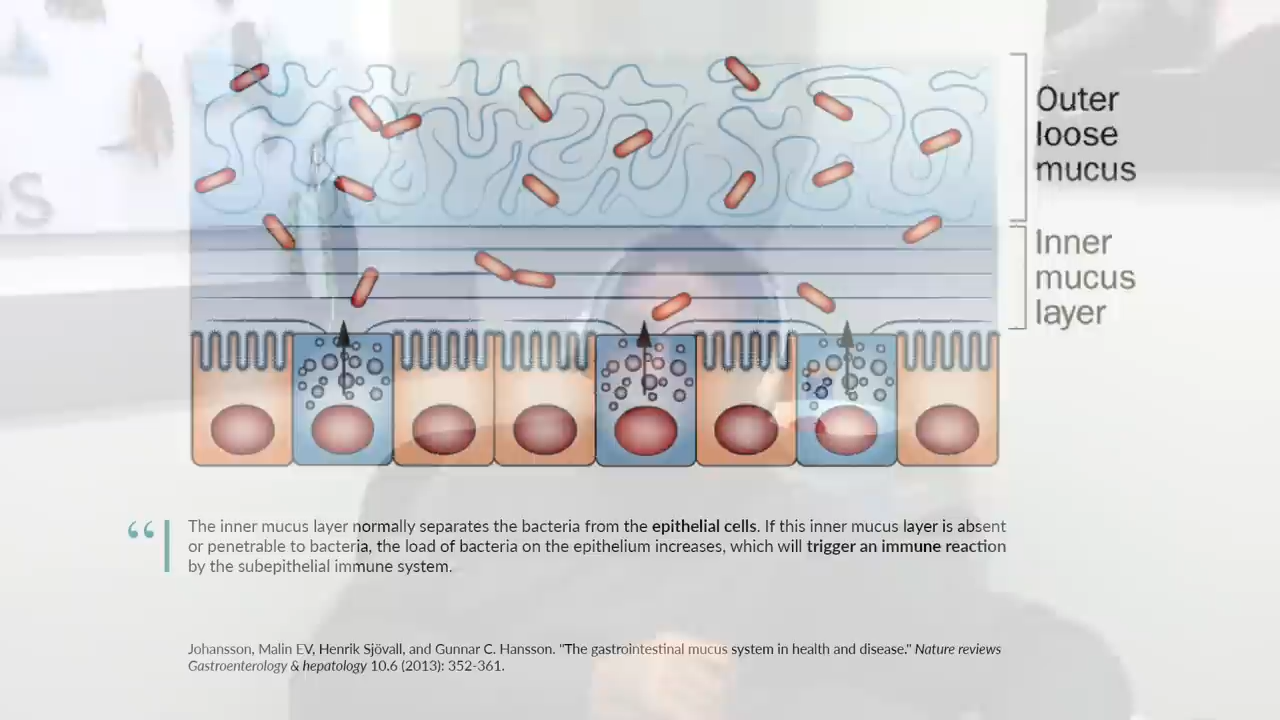 Outer
loose
mucus
Inner
mucus
layer
“
The inner mucus layer normally separates the bacteria from the epithelial cells. If this inner mucus layer is absent
or penetrable to bacteria, the load of bacteria on the epithelium increases, which will trigger an immune reaction
by the subepithelial immune system.
Johansson, Malin EV, Henrik Sjövall, and Gunnar C. Hansson. "The gastrointestinal mucus system in health and disease." Nature reviews
Gastroenterology & hepatology 10.6 (2013): 352-361.